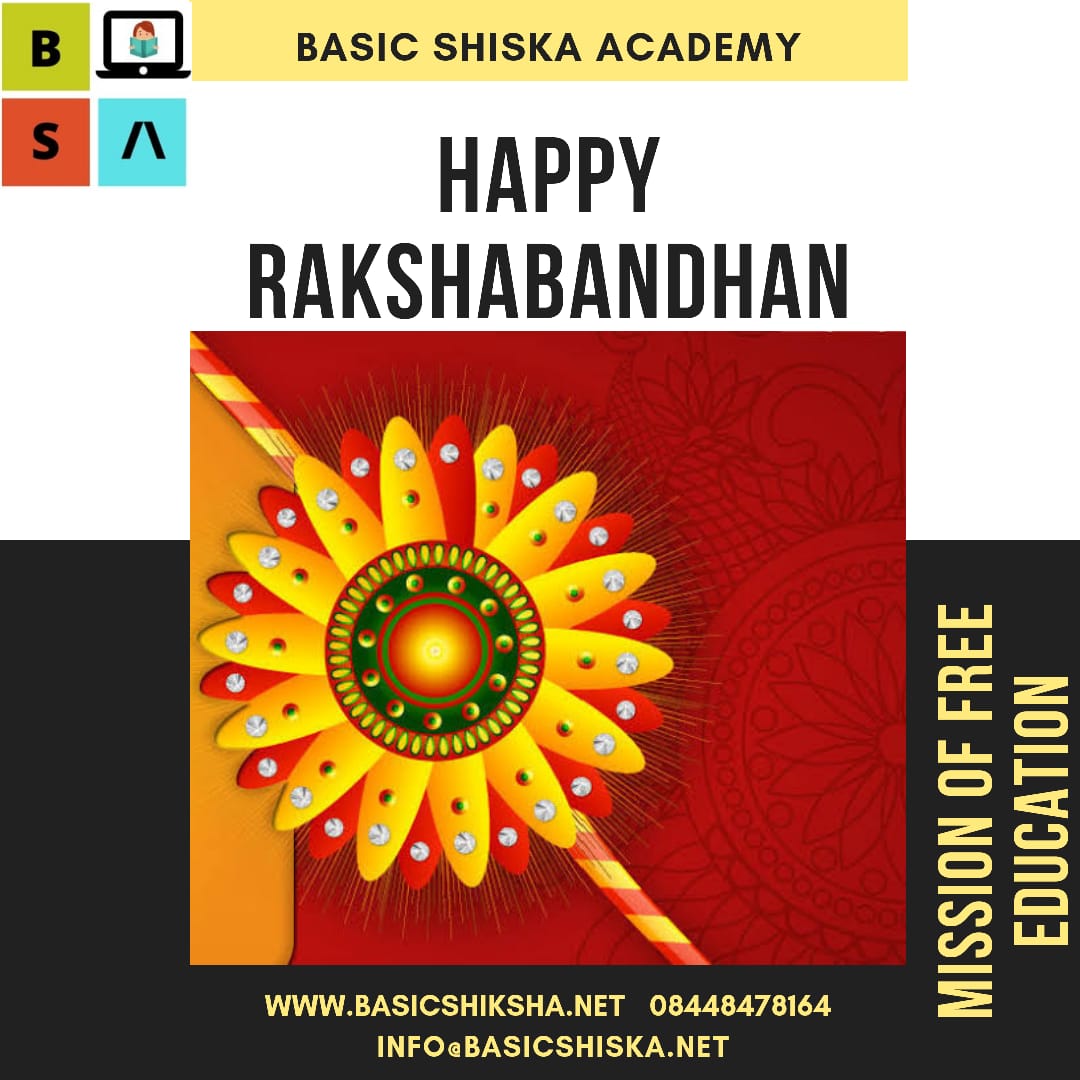 B
S /\
BASIC SHISKA ACADEMY
HAPPY
RAKSHABANDHAN
MISSION OF FREE
EDUCATION
WWW.BASICSHIKSHA.NET 08448478164
INFO@BASICSHISKA.NET